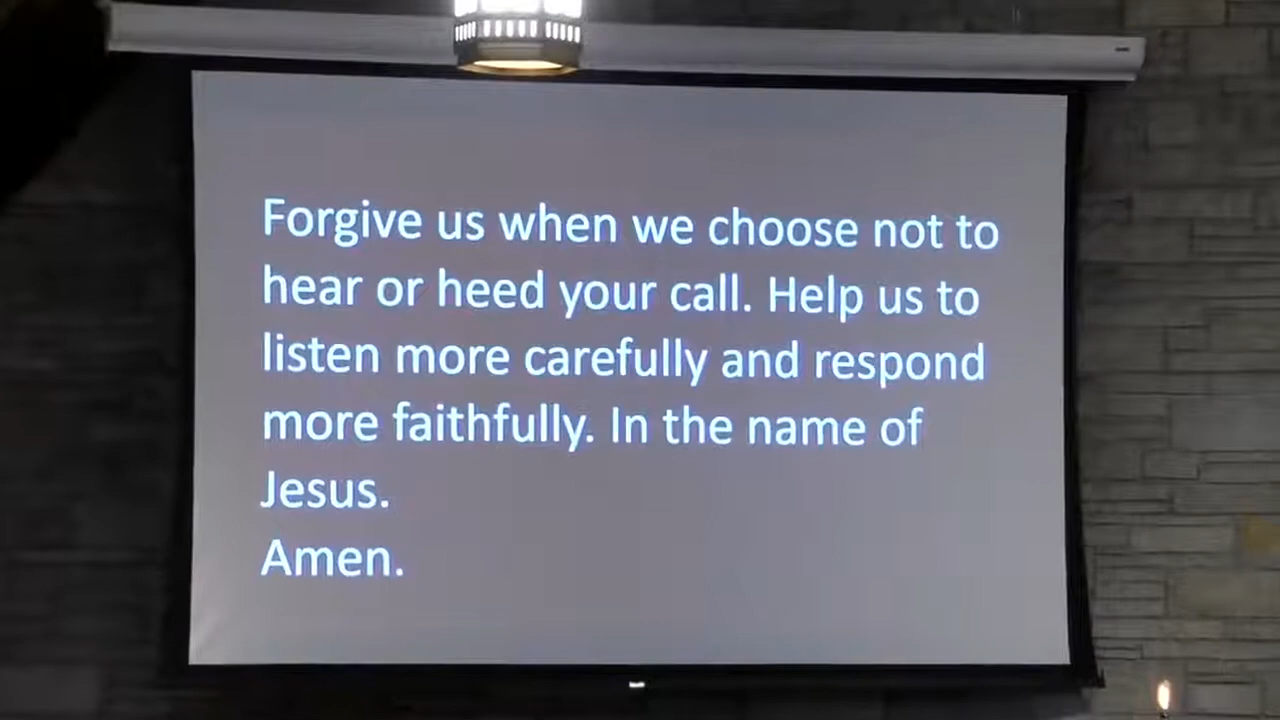 Forgive us when we choose not to
hear or heed your call. Help us to
listen more carefully and respond
more faithfully. In the name of
Jesus.
Amen.